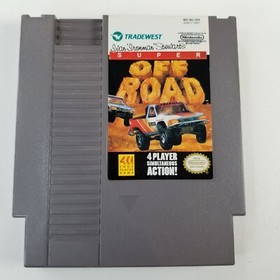 TRADEWEST
Ivan "Ironman" Stewart's
SUPER
OFF
ROAD
4 PLAYER
SIMULTANEOUS
ACTION!